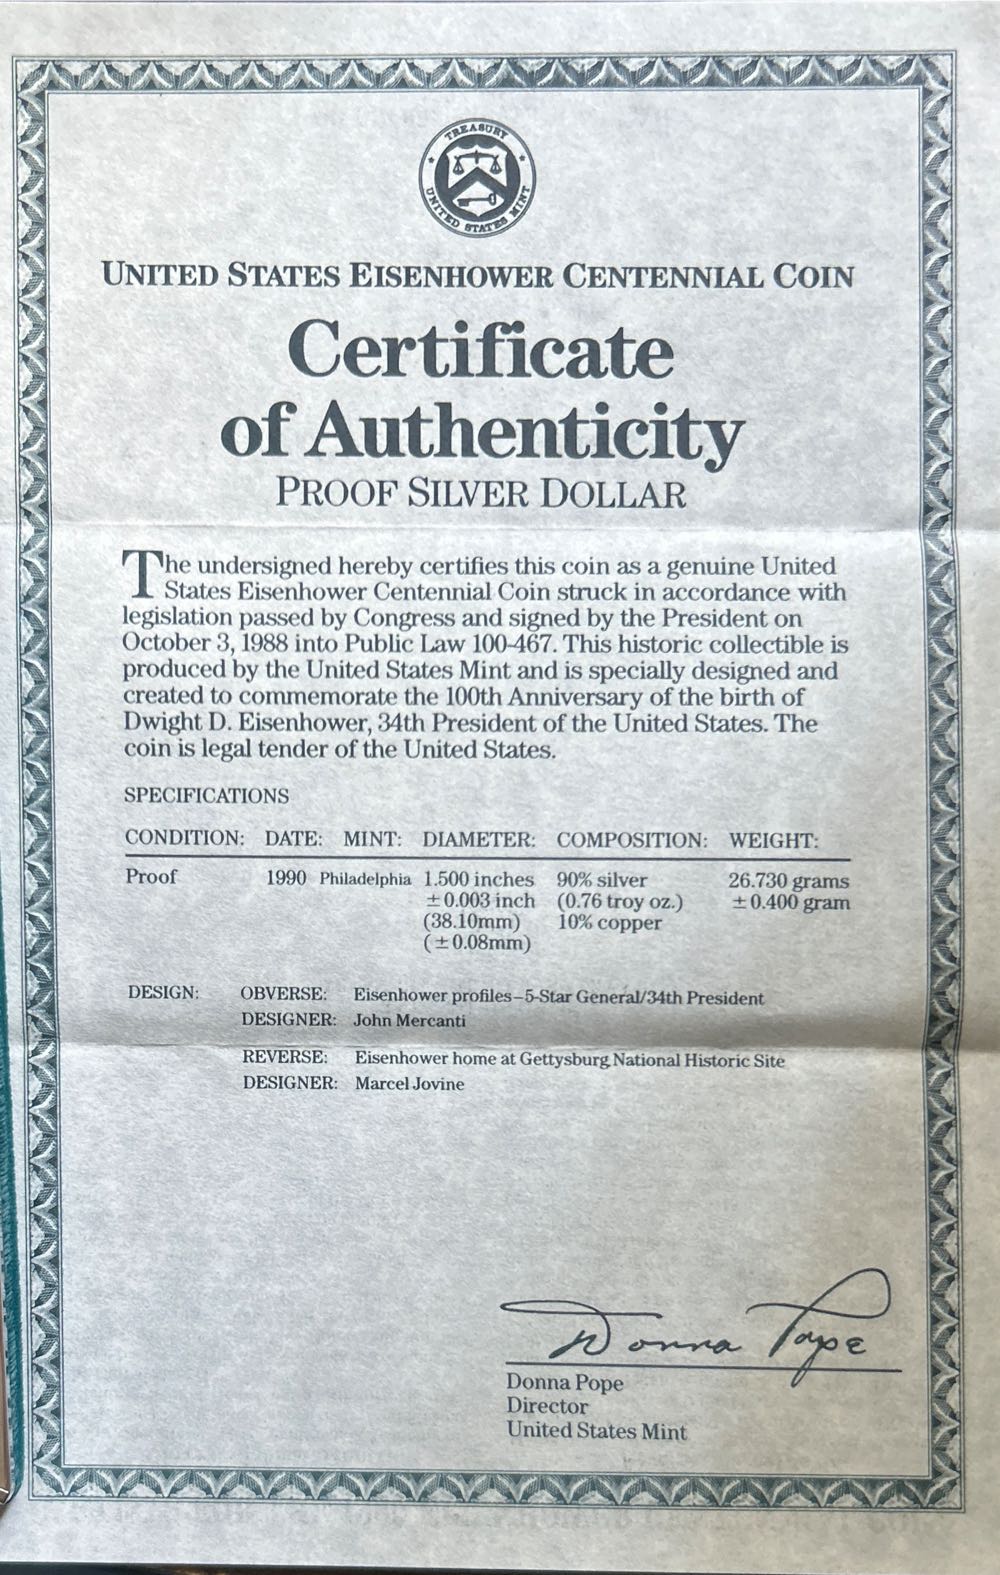 TREASURY
UNITED STATES MINT
UNITED STATES EISENHOWER CENTENNIAL COIN
Certificate
of Authenticity
PROOF SILVER DOLLAR
The undersigned hereby certifies this coin as a genuine United
States Eisenhower Centennial Coin struck in accordance with
legislation passed by Congress and signed by the President on
October 3, 1988 into Public Law 100-467. This historic collectible is
produced by the United States Mint and is specially designed and
created to commemorate the 100th Anniversary of the birth of
Dwight D. Eisenhower, 34th President of the United States. The
coin is legal tender of the United States.
SPECIFICATIONS
CONDITION: DATE: MINT: DIAMETER: COMPOSITION: WEIGHT:
Proof 1990 Philadelphia 1.500 inches 90% silver 26.730 grams
±0.003 inch (0.76 troy oz.) ±0.400 gram
(38.10mm) 10% copper
(±0.08mm)
DESIGN: OBVERSE: Eisenhower profiles–5-Star General/34th President
DESIGNER: John Mercanti
REVERSE: Eisenhower home at Gettysburg National Historic Site
DESIGNER: Marcel Jovine
Donna Pope
Donna Pope
Director
United States Mint